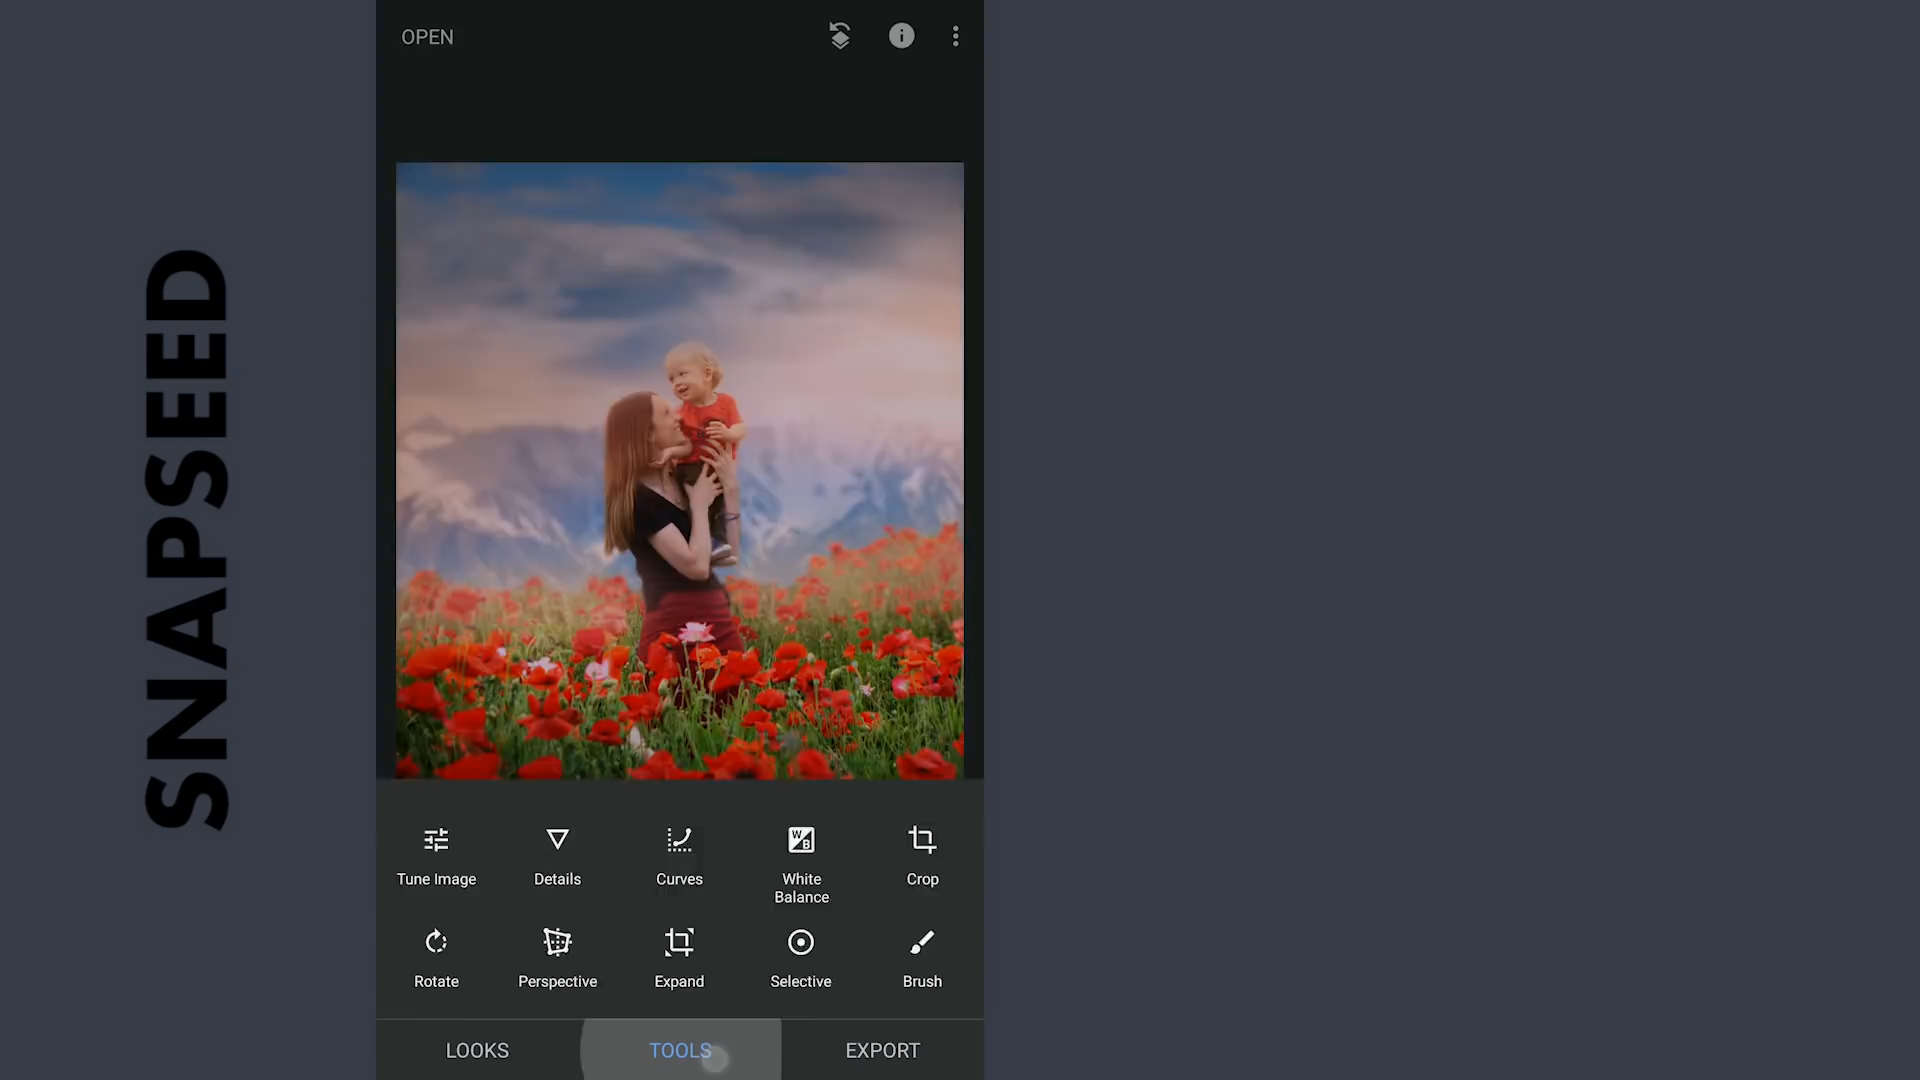 SNAPSEED
OPEN
Tune Image
Details
Curves
White
Balance
Crop
Rotate
Perspective
Expand
Selective
Brush
LOOKS
TOOLS
EXPORT